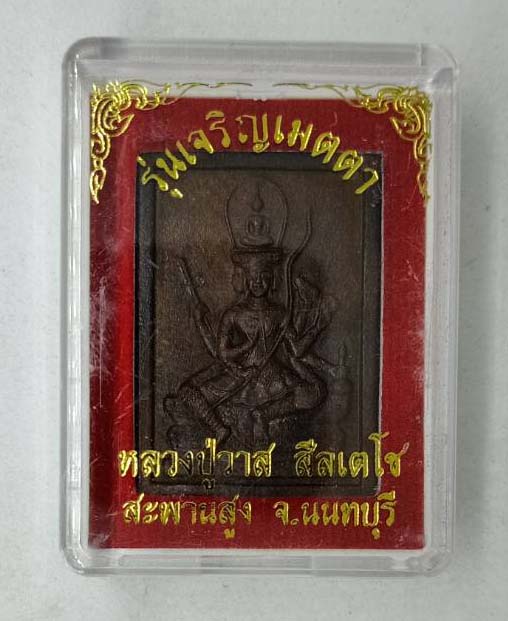 รุ่นเจริญเมตตา
หลวงปู่วาส สีลเตโช
สะพานสูง จ.นนทบุรี